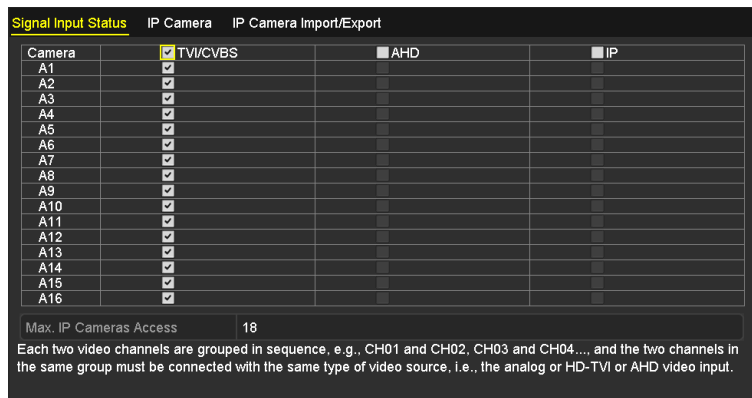 Signal Input Status IP Camera IP Camera Import/Export
Camera TVI/CVBS AHD IP
A1
A2
A3
A4
A5
A6
A7
A8
A9
A10
A11
A12
A13
A14
A15
A16
Max. IP Cameras Access 18
Each two video channels are grouped in sequence, e.g., CH01 and CH02, CH03 and CH04..., and the two channels in
the same group must be connected with the same type of video source, i.e., the analog or HD-TVI or AHD video input.